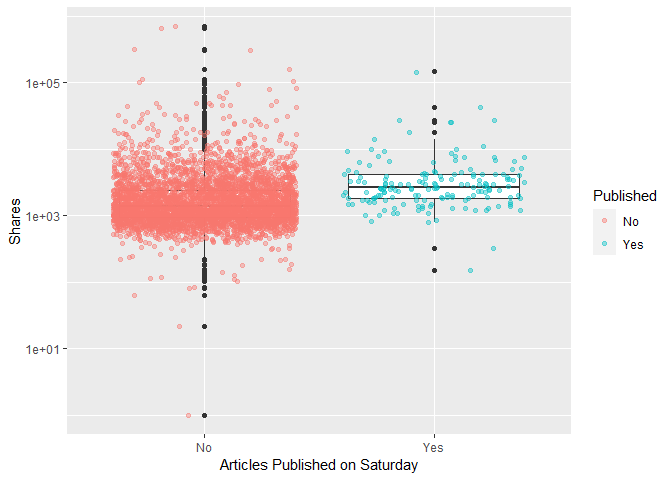 1e+05
1e+03
1e+01
Shares
No
Yes
Articles Published on Saturday
Published
No
Yes